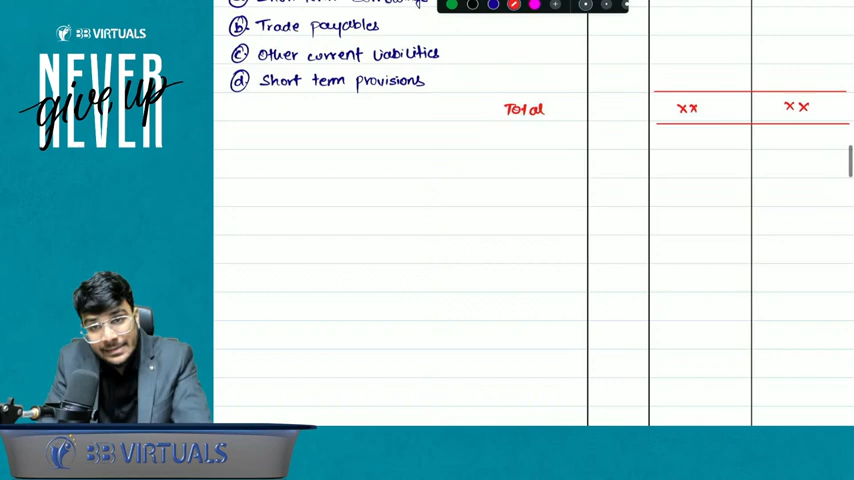 BB VIRTUALS
NEVER
give up
NEVER
(b) Trade payables
(c) Other current liabilities
(d) Short term provisions
Total
xx xx
BB VIRTUALS